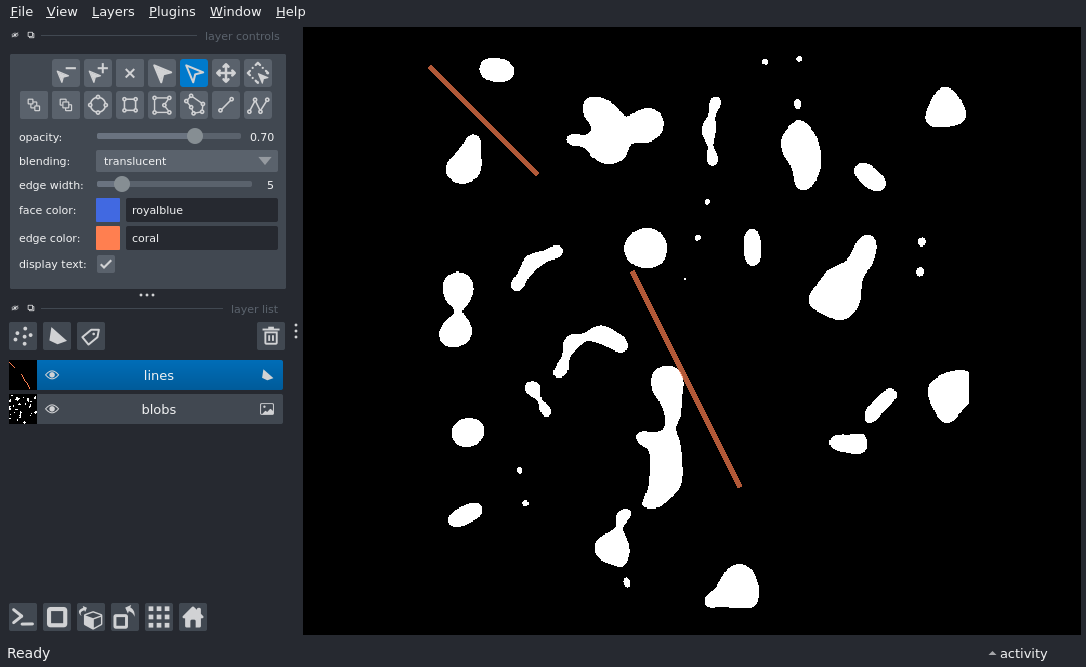 File View Layers Plugins Window Help
layer controls
opacity: 0.70
blending: translucent
edge width: 5
face color: royalblue
edge color: coral
display text:
layer list
lines
blobs
Ready
activity